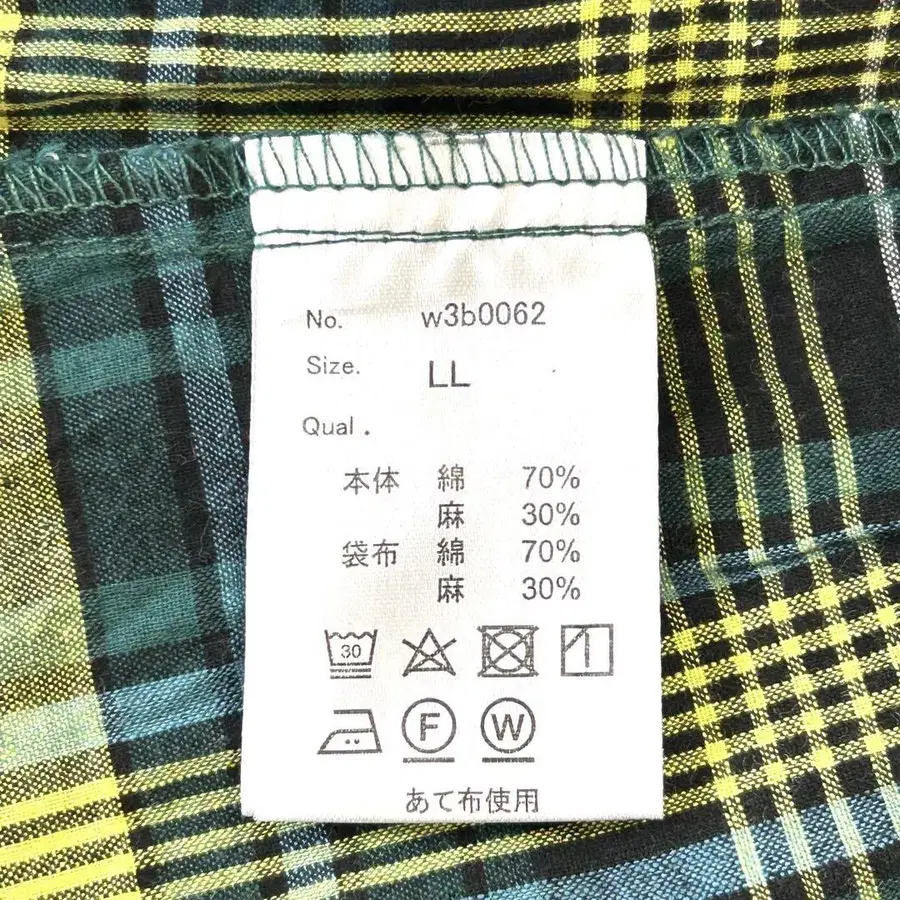 No. w3b0062
Size. LL
Qual .
本体 綿 70%
麻 30%
袋布 綿 70%
麻 30%
30
F W
あて布使用